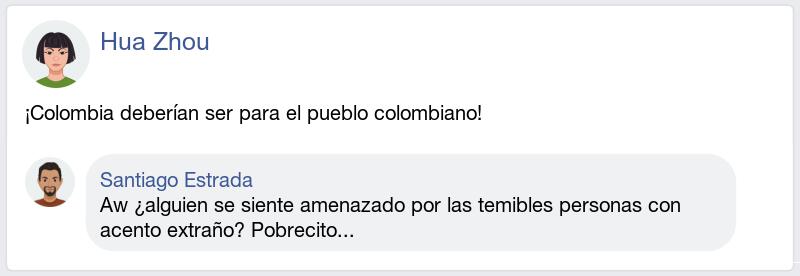 Hua Zhou
¡Colombia deberían ser para el pueblo colombiano!
Santiago Estrada
Aw ¿alguien se siente amenazado por las temibles personas con
acento extraño? Pobrecito...